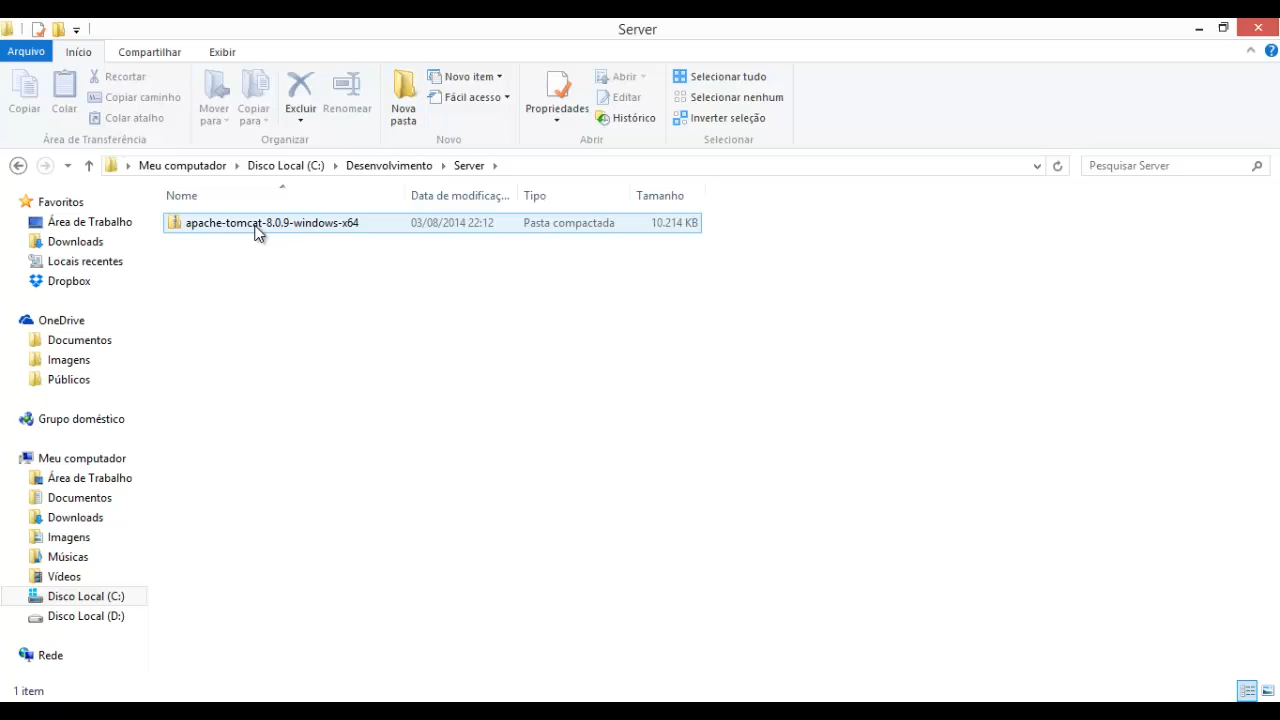 Server
Arquivo Início Compartilhar Exibir
Copiar
Colar
Recortar
Copiar caminho
Colar atalho
Área de Transferência
Mover para
Copiar para
Excluir
Renomear
Organizar
Nova pasta
Novo item
Fácil acesso
Novo
Propriedades
Abrir
Editar
Histórico
Abrir
Selecionar tudo
Selecionar nenhum
Inverter seleção
Selecionar
Meu computador Disco Local (C:) Desenvolvimento Server
Pesquisar Server
Nome Data de modificaç... Tipo Tamanho
apache-tomcat-8.0.9-windows-x64 03/08/2014 22:12 Pasta compactada 10.214 KB
Favoritos
Área de Trabalho
Downloads
Locais recentes
Dropbox
OneDrive
Documentos
Imagens
Públicos
Grupo doméstico
Meu computador
Área de Trabalho
Documentos
Downloads
Imagens
Músicas
Vídeos
Disco Local (C:)
Disco Local (D:)
Rede
1 item